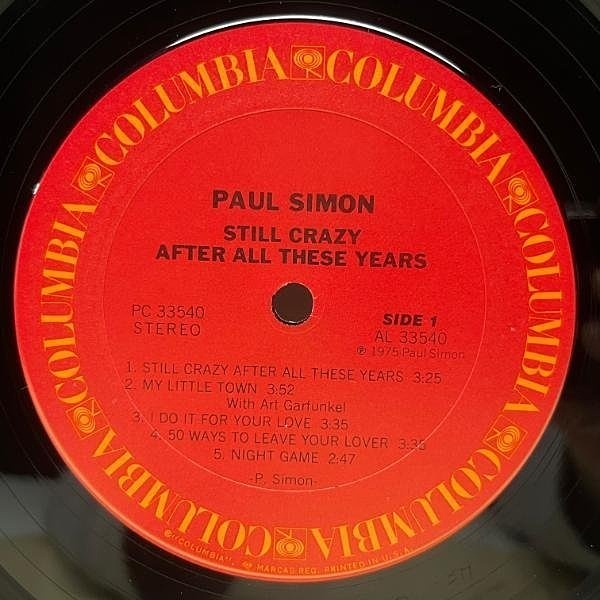 COLUMBIA COLUMBIA COLUMBIA COLUMBIA COLUMBIA COLUMBIA COLUMBIA
PAUL SIMON
STILL CRAZY
AFTER ALL THESE YEARS
PC 33540
STEREO
SIDE 1
AL 33540
℗ 1975 Paul Simon
1. STILL CRAZY AFTER ALL THESE YEARS 3:25
2. MY LITTLE TOWN 3:52
With Art Garfunkel
3. I DO IT FOR YOUR LOVE 3:35
4. 50 WAYS TO LEAVE YOUR LOVER 3:35
5. NIGHT GAME 2:47
-P. Simon-
"COLUMBIA", MARCAS REG. PRINTED IN U.S.A.